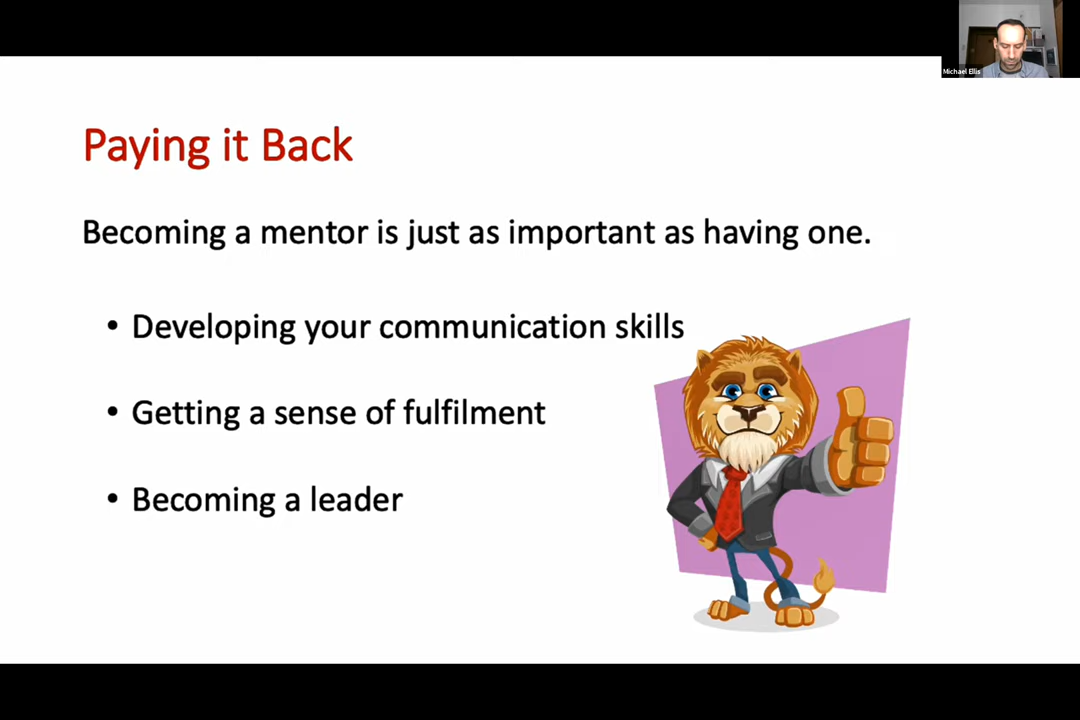 Michael Ellis
Paying it Back
Becoming a mentor is just as important as having one.
• Developing your communication skills
• Getting a sense of fulfilment
• Becoming a leader